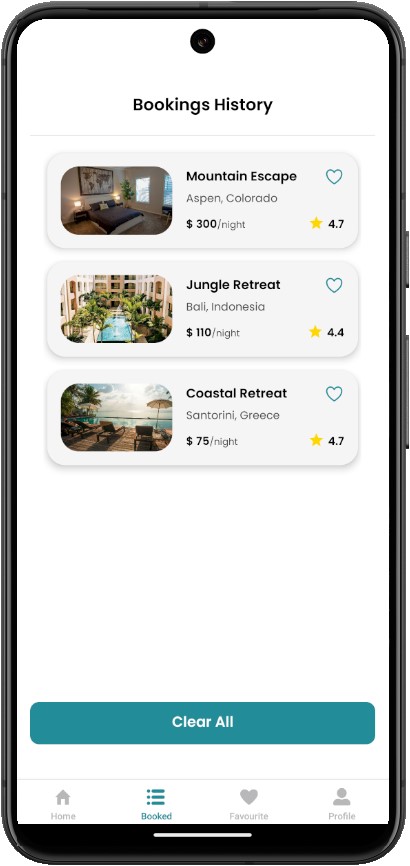 Bookings History
Mountain Escape
Aspen, Colorado
$ 300/night
4.7
Jungle Retreat
Bali, Indonesia
$ 110/night
4.4
Coastal Retreat
Santorini, Greece
$ 75/night
4.7
Clear All
Home
Booked
Favourite
Profile